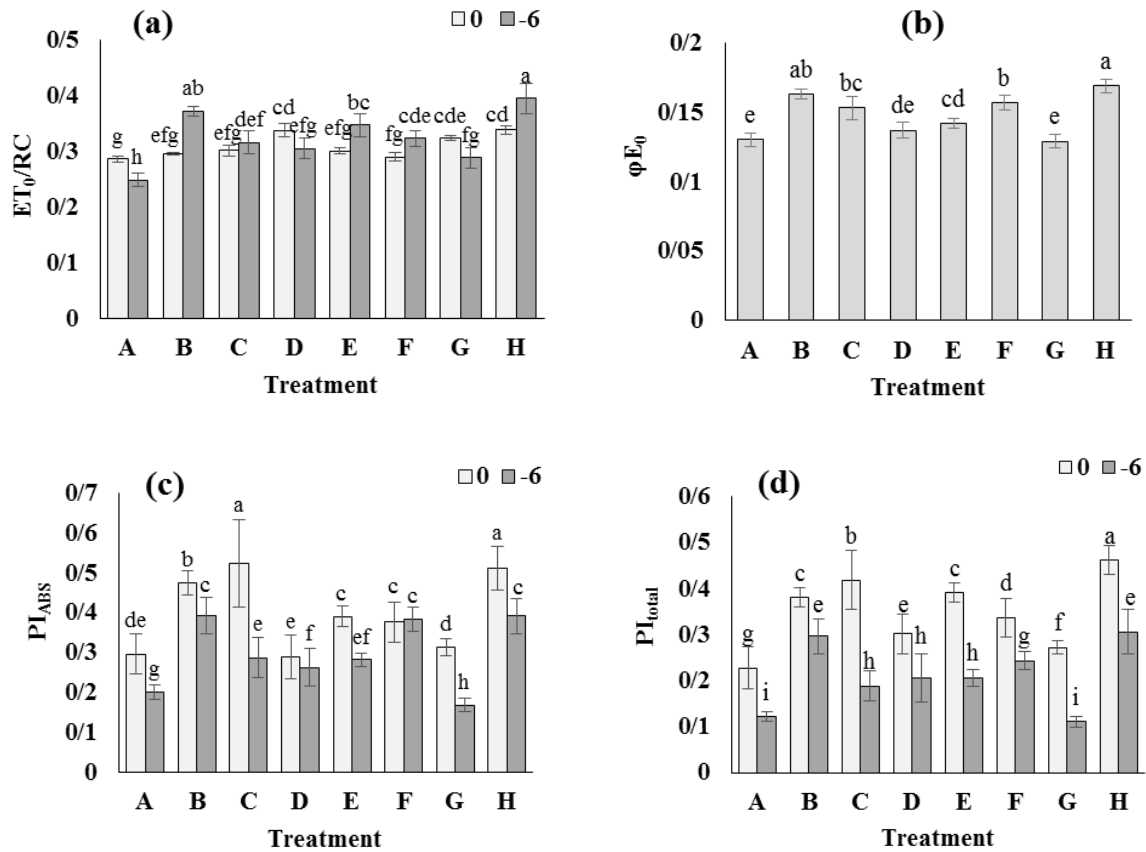 (a)
0 -6
0/5
0/4
0/3
0/2
0/1
0
ET₀/RC
g h efg ab efg def cd efg efg bc fg cde cde fg cd a
A B C D E F G H
Treatment
(b)
0/2
0/15
0/1
0/05
0
φE₀
e ab bc de cd b e a
A B C D E F G H
Treatment
(c)
0 -6
0/7
0/6
0/5
0/4
0/3
0/2
0/1
0
PI_ABS
de g b c a e e f c ef c c d h a c
A B C D E F G H
Treatment
(d)
0 -6
0/6
0/5
0/4
0/3
0/2
0/1
0
PI_total
g i c e b h e h c h d g f i a e
A B C D E F G H
Treatment